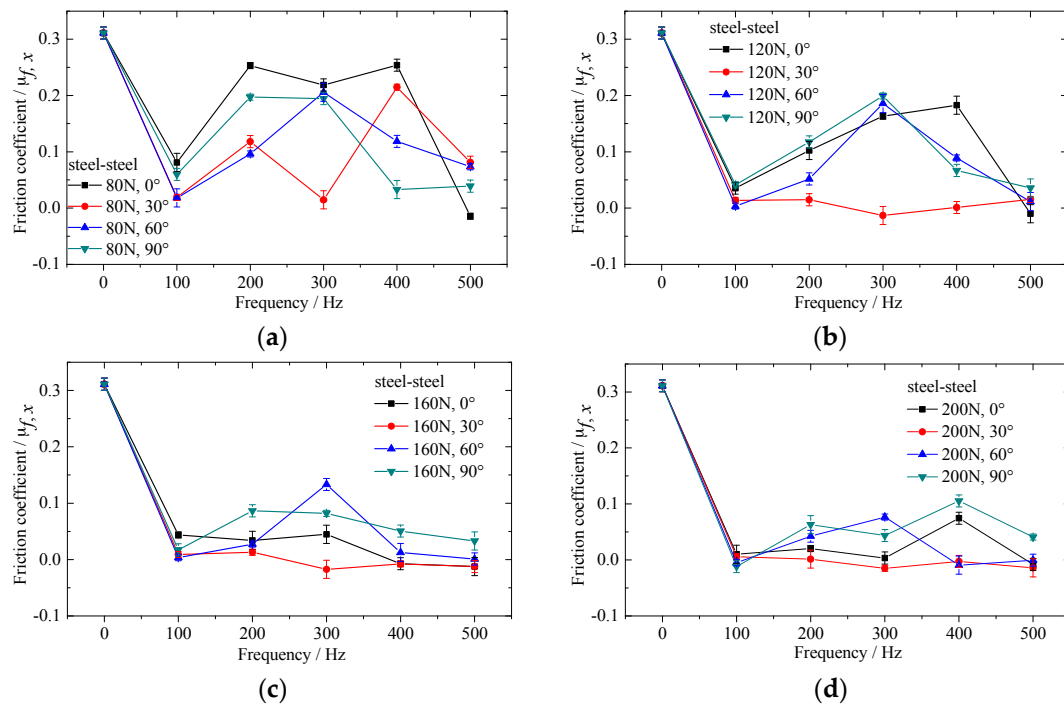 0.3
0.2
0.1
0.0
-0.1
Friction coefficient / μf, x
steel-steel
80N, 0°
80N, 30°
80N, 60°
80N, 90°
0 100 200 300 400 500
Frequency / Hz
(a)
0.3
0.2
0.1
0.0
-0.1
Friction coefficient / μf, x
steel-steel
120N, 0°
120N, 30°
120N, 60°
120N, 90°
0 100 200 300 400 500
Frequency / Hz
(b)
0.3
0.2
0.1
0.0
-0.1
Friction coefficient / μf, x
steel-steel
160N, 0°
160N, 30°
160N, 60°
160N, 90°
0 100 200 300 400 500
Frequency / Hz
(c)
0.3
0.2
0.1
0.0
-0.1
Friction coefficient / μf, x
steel-steel
200N, 0°
200N, 30°
200N, 60°
200N, 90°
0 100 200 300 400 500
Frequency / Hz
(d)